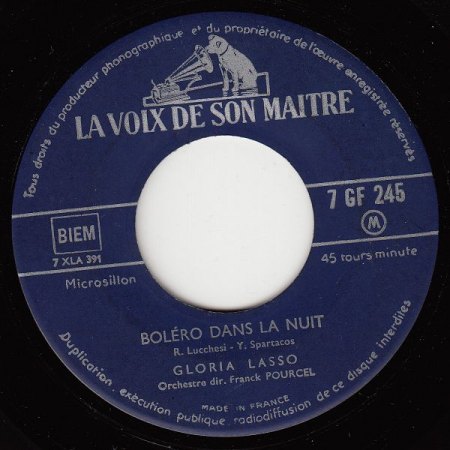 Tous droits du producteur phonographique et du propriétaire de l'œuvre enregistrée réservés
LA VOIX DE SON MAITRE
7 GF 245
BIEM
M
7 XLA 391
45 tours minute
Microsillon
BOLÉRO DANS LA NUIT
R. Lucchesi - Y. Spartacos
GLORIA LASSO
Orchestre dir. Franck POURCEL
MADE IN FRANCE
Duplication, exécution publique, radiodiffusion de ce disque interdites